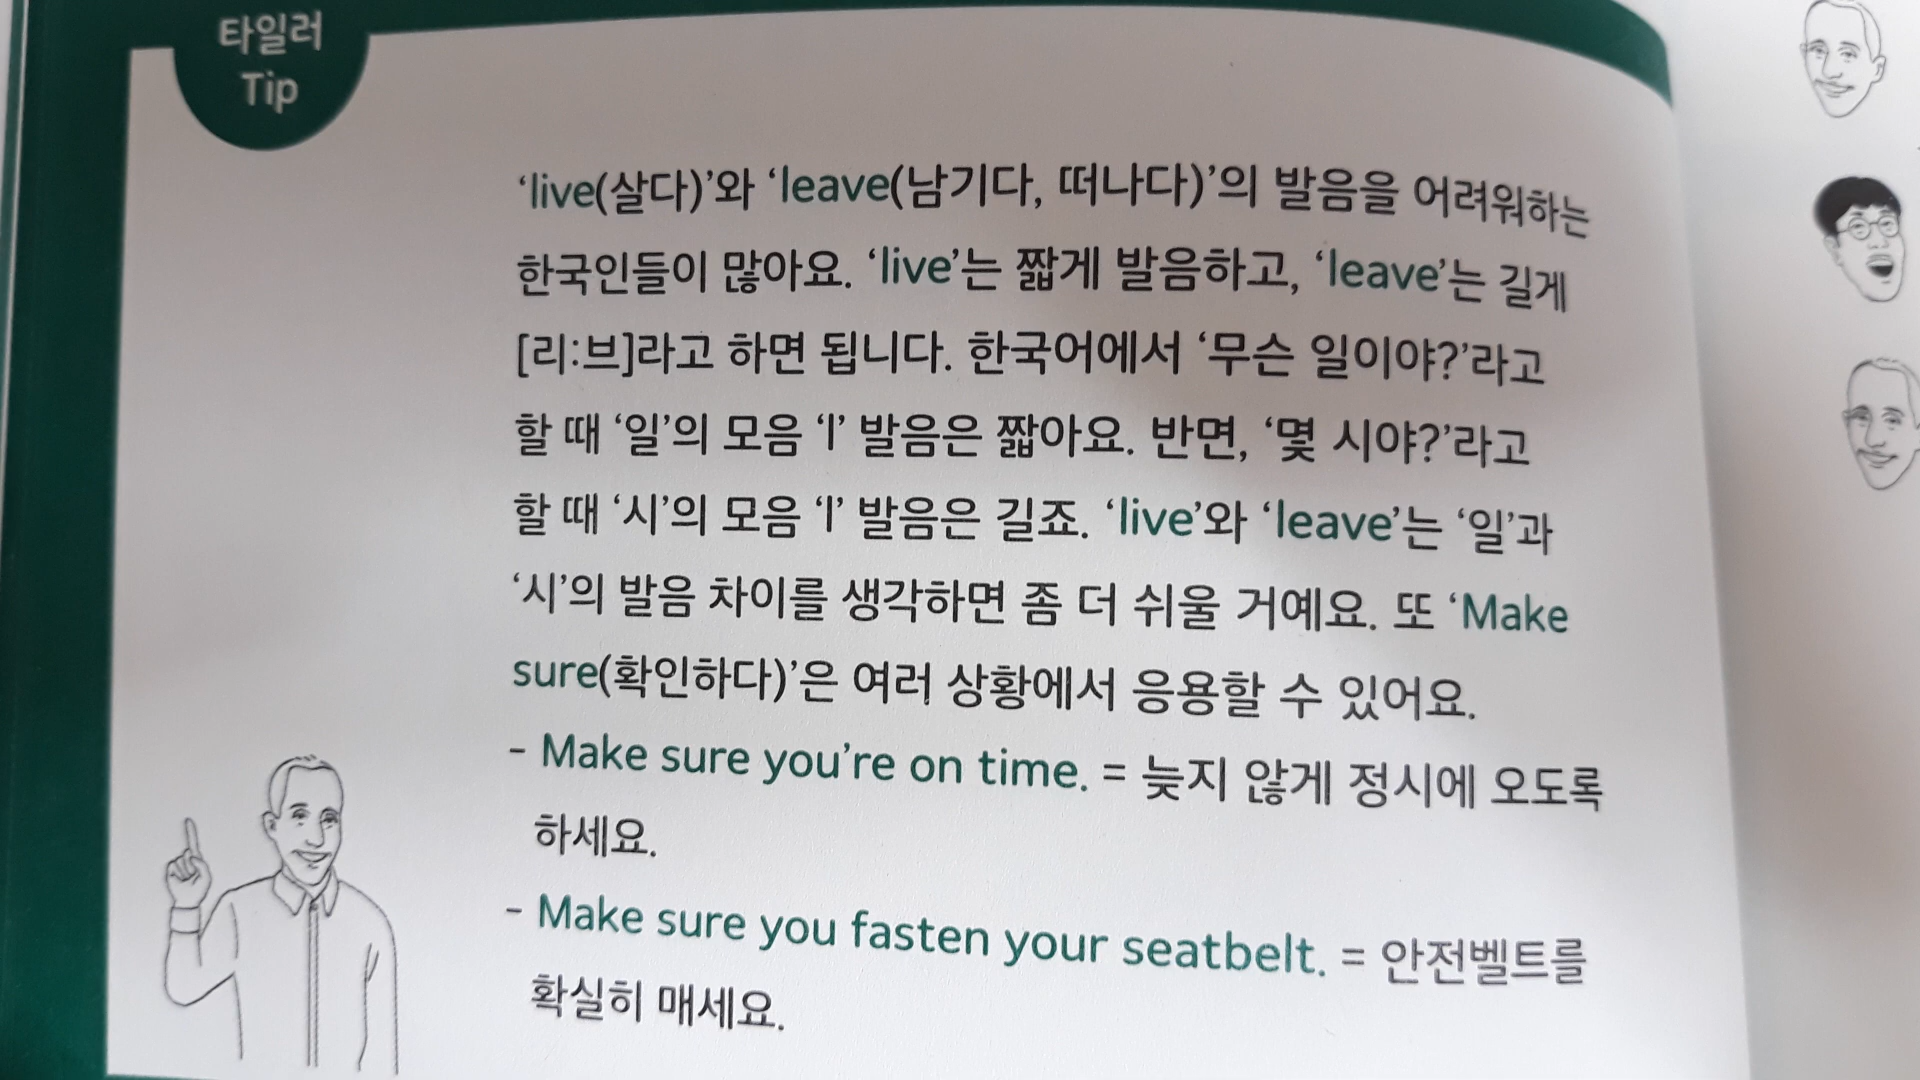 타일러
Tip
‘live(살다)’와 ‘leave(남기다, 떠나다)’의 발음을 어려워하는
한국인들이 많아요. ‘live’는 짧게 발음하고, ‘leave’는 길게
[리:브]라고 하면 됩니다. 한국어에서 ‘무슨 일이야?’라고
할 때 ‘일’의 모음 ‘ㅣ’ 발음은 짧아요. 반면, ‘몇 시야?’라고
할 때 ‘시’의 모음 ‘ㅣ’ 발음은 길죠. ‘live’와 ‘leave’는 ‘일’과
‘시’의 발음 차이를 생각하면 좀 더 쉬울 거예요. 또 ‘Make
sure(확인하다)’은 여러 상황에서 응용할 수 있어요.
- Make sure you’re on time. = 늦지 않게 정시에 오도록
하세요.
- Make sure you fasten your seatbelt. = 안전벨트를
확실히 매세요.